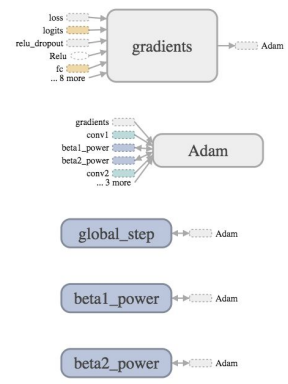 loss
logits
relu_dropout
Relu
fc
... 8 more
gradients
Adam
gradients
conv1
beta1_power
beta2_power
conv2
... 3 more
Adam
global_step
Adam
beta1_power
Adam
beta2_power
Adam